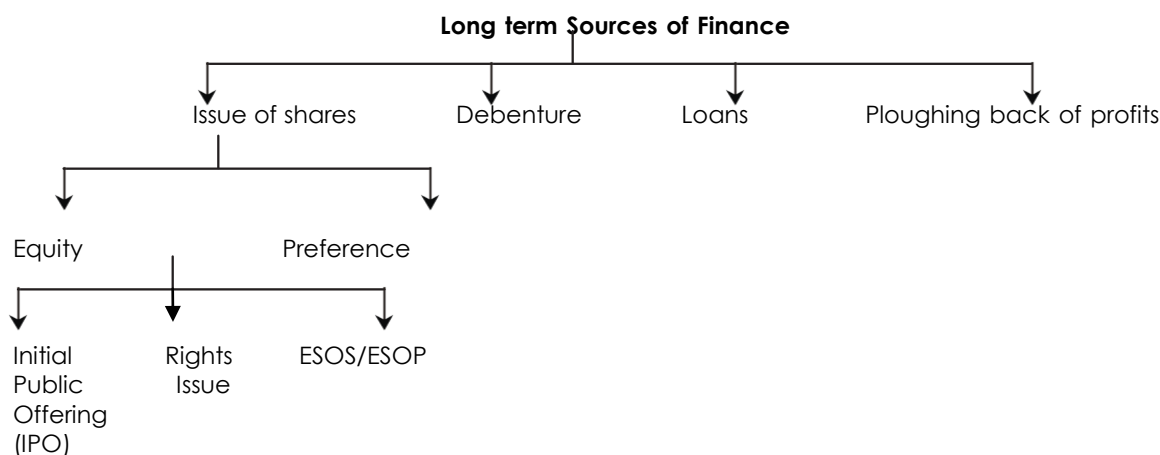 Long term Sources of Finance
Issue of shares Debenture Loans Ploughing back of profits
Equity Preference
Initial Rights ESOS/ESOP
Public Issue
Offering
(IPO)